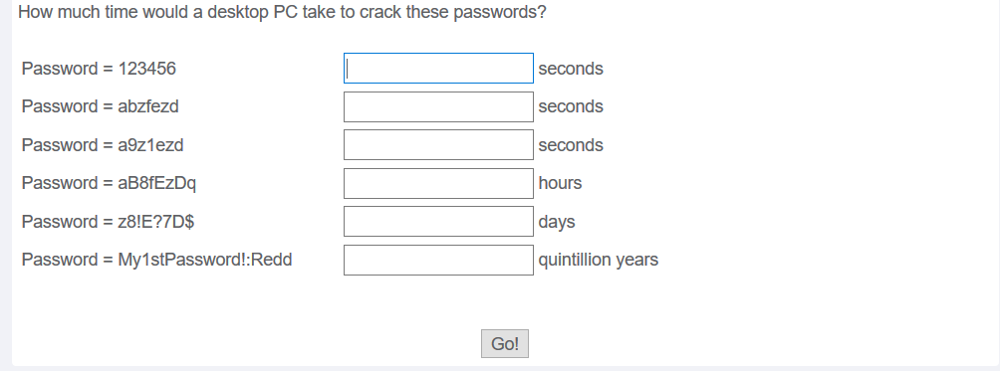 How much time would a desktop PC take to crack these passwords?
Password = 123456 seconds
Password = abzfezd seconds
Password = a9z1ezd seconds
Password = aB8fEzDq hours
Password = z8!E?7D$ days
Password = My1stPassword!:Redd quintillion years
Go!